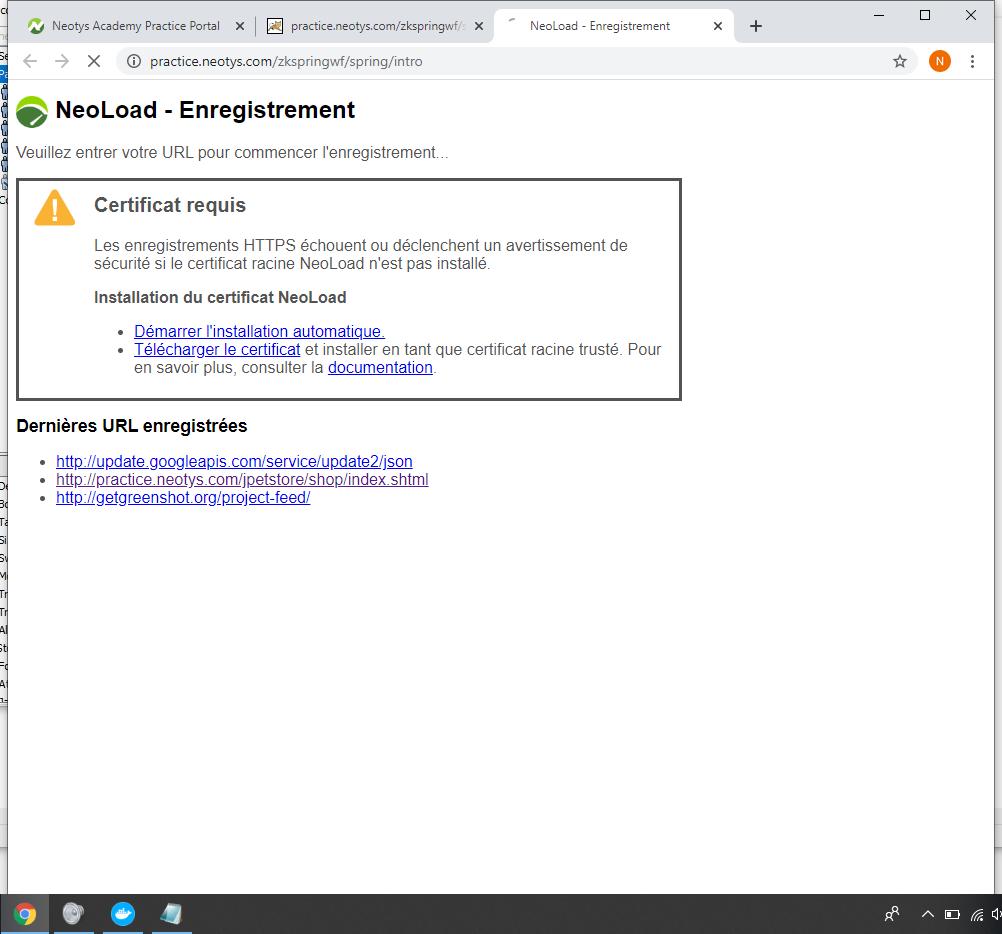 Neotys Academy Practice Portal
practice.neotys.com/zkspringwf/
NeoLoad - Enregistrement
practice.neotys.com/zkspringwf/spring/intro
N
NeoLoad - Enregistrement
Veuillez entrer votre URL pour commencer l'enregistrement...
Certificat requis
Les enregistrements HTTPS échouent ou déclenchent un avertissement de
sécurité si le certificat racine NeoLoad n'est pas installé.
Installation du certificat NeoLoad
• Démarrer l'installation automatique.
• Télécharger le certificat et installer en tant que certificat racine trusté. Pour
en savoir plus, consulter la documentation.
Dernières URL enregistrées
• http://update.googleapis.com/service/update2/json
• http://practice.neotys.com/jpetstore/shop/index.shtml
• http://getgreenshot.org/project-feed/